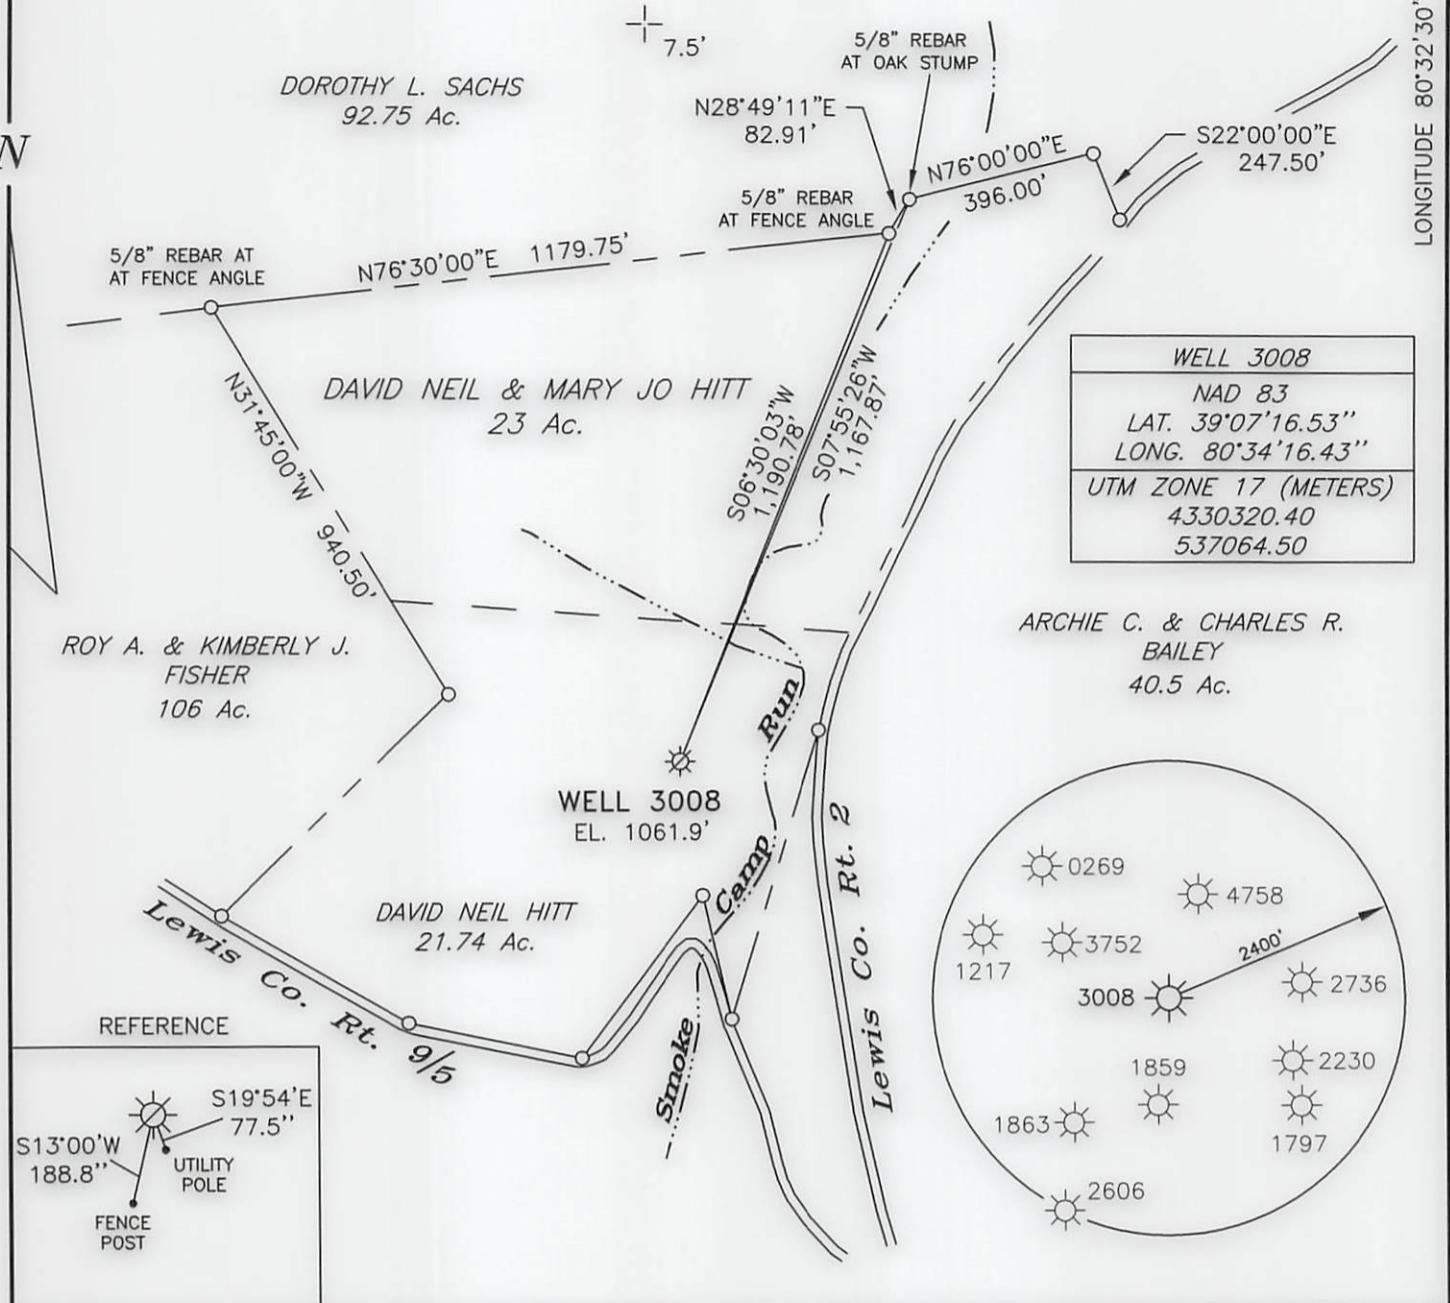 7.5'
LONGITUDE 80°32'30"
5/8" REBAR
AT OAK STUMP
DOROTHY L. SACHS
92.75 Ac.
N28°49'11"E
82.91'
N
N76°00'00"E
396.00'
S22°00'00"E
247.50'
5/8" REBAR
AT FENCE ANGLE
5/8" REBAR AT
AT FENCE ANGLE
N76°30'00"E 1179.75'
N31°45'00"W 940.50'
DAVID NEIL & MARY JO HITT
23 Ac.
S06°30'03"W
1,190.78'
S07°55'26"W
1,167.87'
WELL 3008
NAD 83
LAT. 39°07'16.53''
LONG. 80°34'16.43''
UTM ZONE 17 (METERS)
4330320.40
537064.50
ROY A. & KIMBERLY J.
FISHER
106 Ac.
ARCHIE C. & CHARLES R.
BAILEY
40.5 Ac.
WELL 3008
EL. 1061.9'
Smoke Camp Run
Lewis Co. Rt. 2
DAVID NEIL HITT
21.74 Ac.
Lewis Co. Rt. 9/5
0269
4758
1217
3752
2400'
3008
2736
2230
1859
1863
1797
2606
REFERENCE
S19°54'E
77.5''
S13°00'W
188.8''
UTILITY
POLE
FENCE
POST